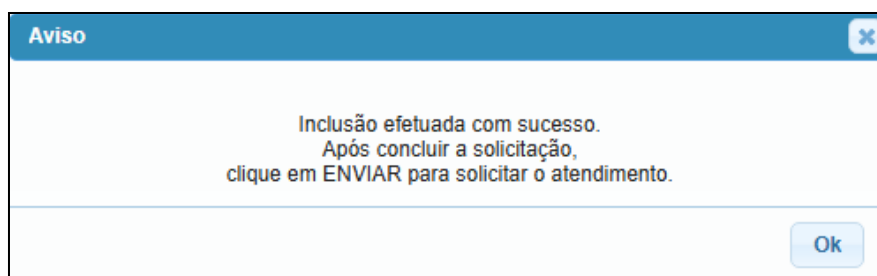 Aviso
Inclusão efetuada com sucesso.
Após concluir a solicitação,
clique em ENVIAR para solicitar o atendimento.
Ok